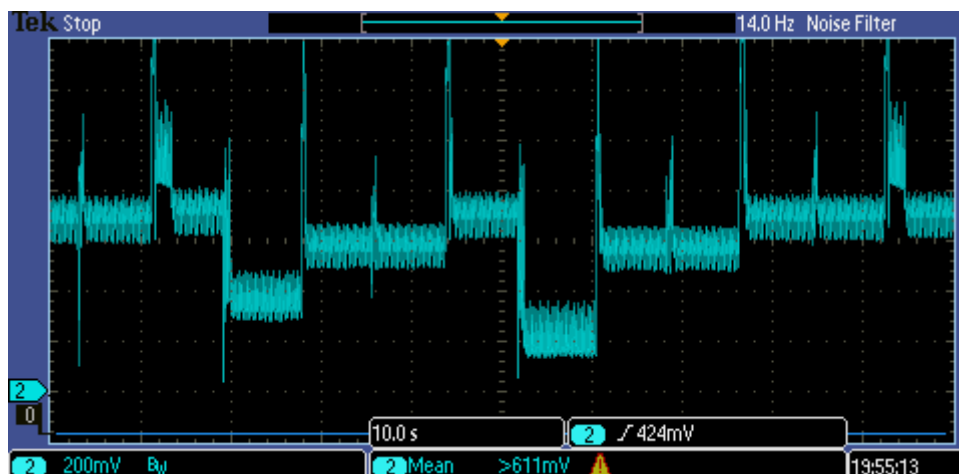 Tek Stop 14.0 Hz Noise Filter
2
0
10.0 s 2 424mV
2 200mV BW 2 Mean >611mV 19:55:13